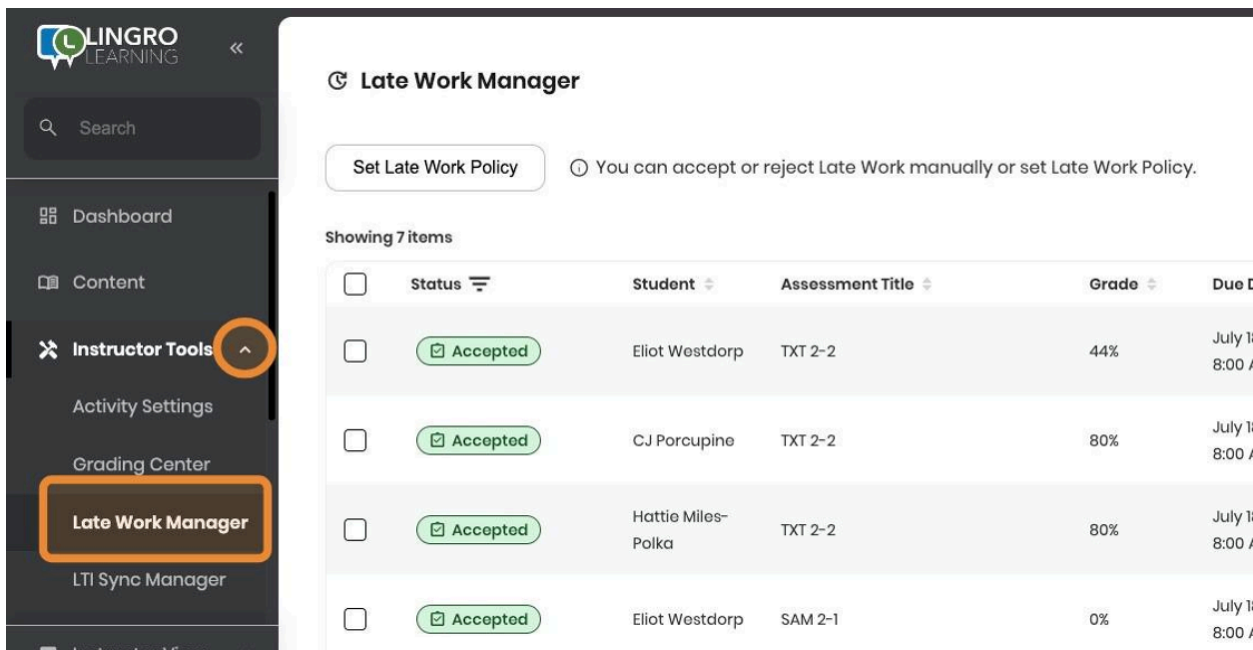 LINGRO
LEARNING
Search
Dashboard
Content
Instructor Tools
Activity Settings
Grading Center
Late Work Manager
LTI Sync Manager
Late Work Manager
Set Late Work Policy
You can accept or reject Late Work manually or set Late Work Policy.
Showing 7 items
Status Student Assessment Title Grade Due
Accepted Eliot Westdorp TXT 2-2 44% July
8:00
Accepted CJ Porcupine TXT 2-2 80% July
8:00
Accepted Hattie Miles-Polka TXT 2-2 80% July
8:00
Accepted Eliot Westdorp SAM 2-1 0% July
8:00